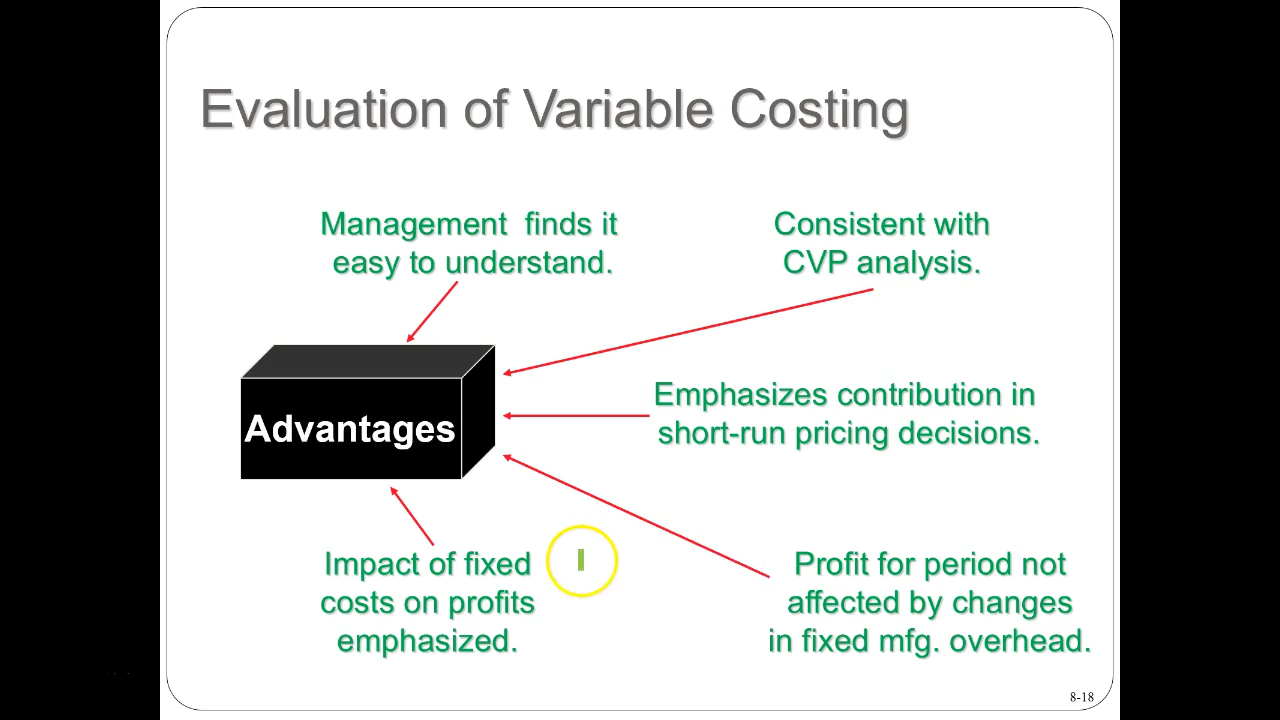 Evaluation of Variable Costing
Management finds it
easy to understand.
Consistent with
CVP analysis.
Advantages
Emphasizes contribution in
short-run pricing decisions.
Impact of fixed
costs on profits
emphasized.
Profit for period not
affected by changes
in fixed mfg. overhead.
8-18